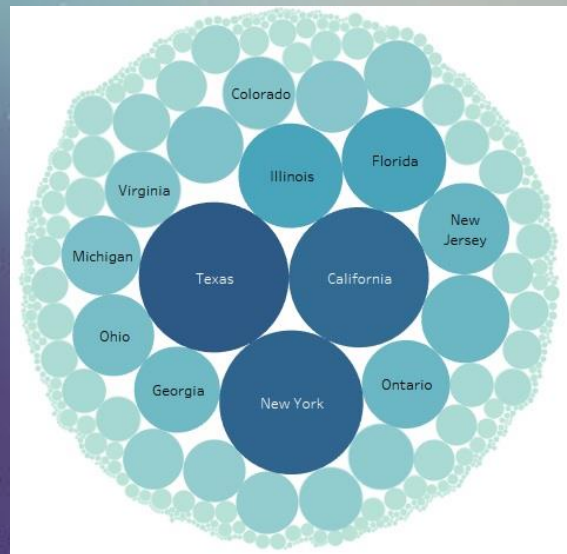 Colorado
Illinois
Florida
Virginia
New
Jersey
Michigan
Texas
California
Ohio
Georgia
New York
Ontario